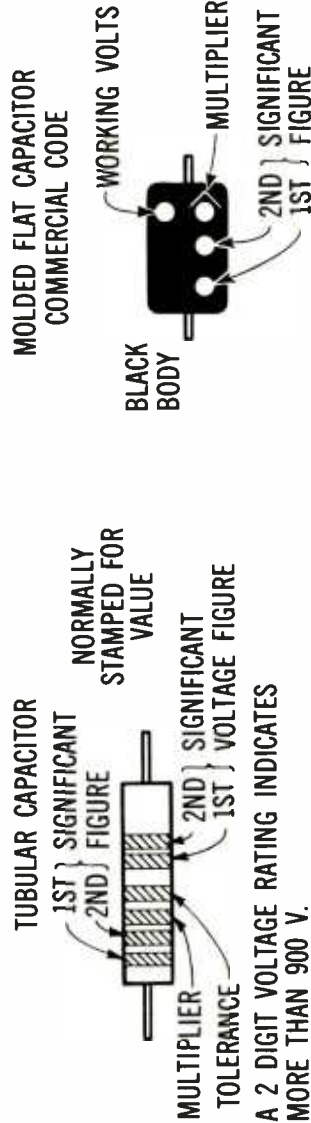 TUBULAR CAPACITOR
1ST } SIGNIFICANT
2ND } FIGURE
NORMALLY
STAMPED FOR
VALUE
MULTIPLIER
TOLERANCE
2ND } SIGNIFICANT
1ST } VOLTAGE FIGURE
A 2 DIGIT VOLTAGE RATING INDICATES
MORE THAN 900 V.
MOLDED FLAT CAPACITOR
COMMERCIAL CODE
WORKING VOLTS
BLACK
BODY
MULTIPLIER
2ND } SIGNIFICANT
1ST } FIGURE